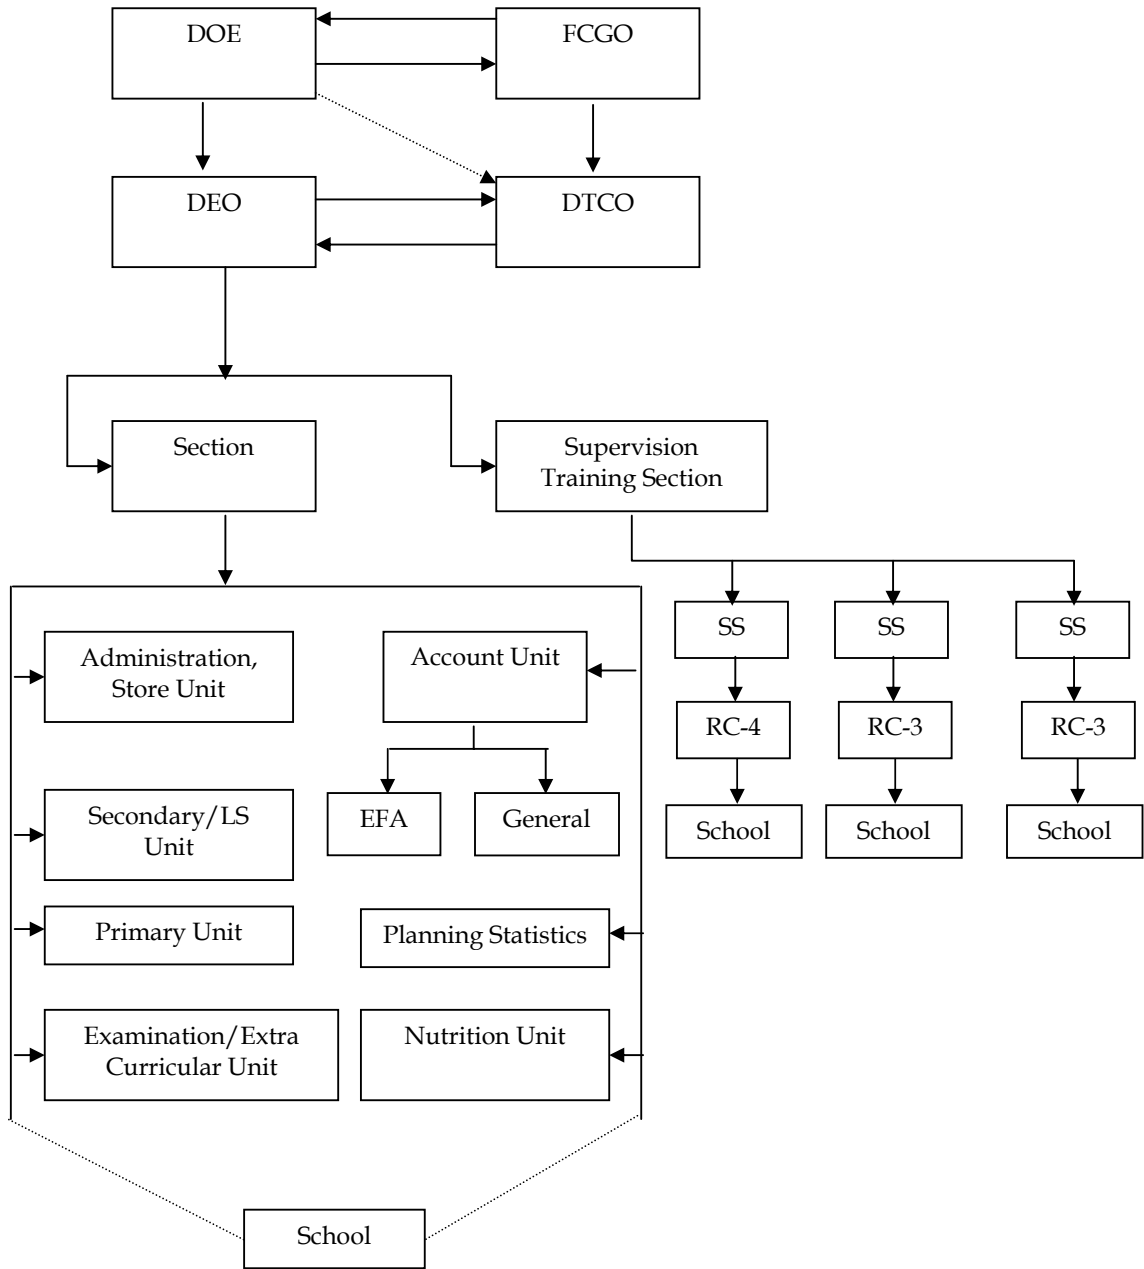 DOE
FCGO
DEO
DTCO
Section
Supervision
Training Section
SS
SS
SS
Administration,
Store Unit
Account Unit
RC-4
RC-3
RC-3
EFA
General
School
School
School
Secondary/LS
Unit
Primary Unit
Planning Statistics
Examination/Extra
Curricular Unit
Nutrition Unit
School